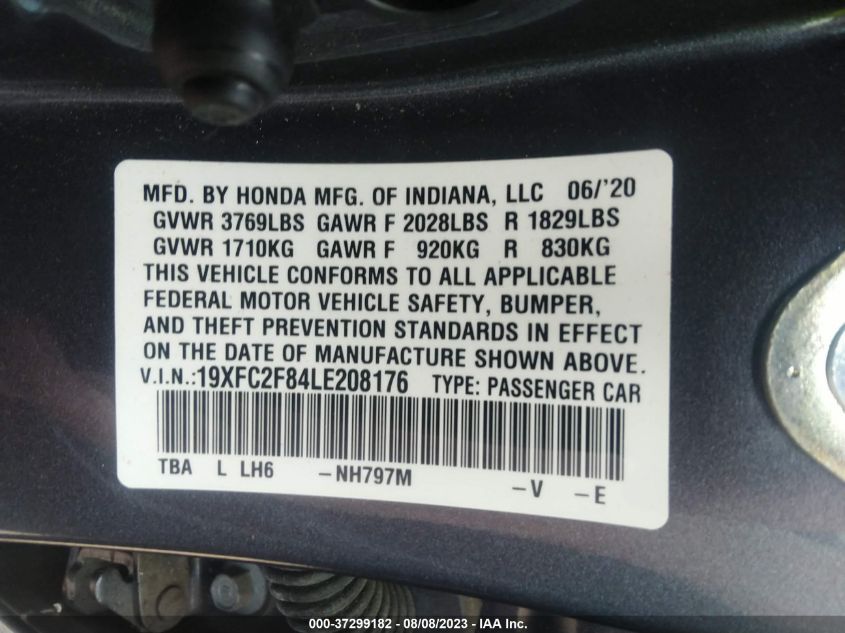 MFD. BY HONDA MFG. OF INDIANA, LLC 06/'20
GVWR 3769LBS GAWR F 2028LBS R 1829LBS
GVWR 1710KG GAWR F 920KG R 830KG
THIS VEHICLE CONFORMS TO ALL APPLICABLE
FEDERAL MOTOR VEHICLE SAFETY, BUMPER,
AND THEFT PREVENTION STANDARDS IN EFFECT
ON THE DATE OF MANUFACTURE SHOWN ABOVE.
V.I.N.:19XFC2F84LE208176 TYPE: PASSENGER CAR
TBA L LH6 –NH797M –V –E
000-37299182 - 08/08/2023 - IAA Inc.